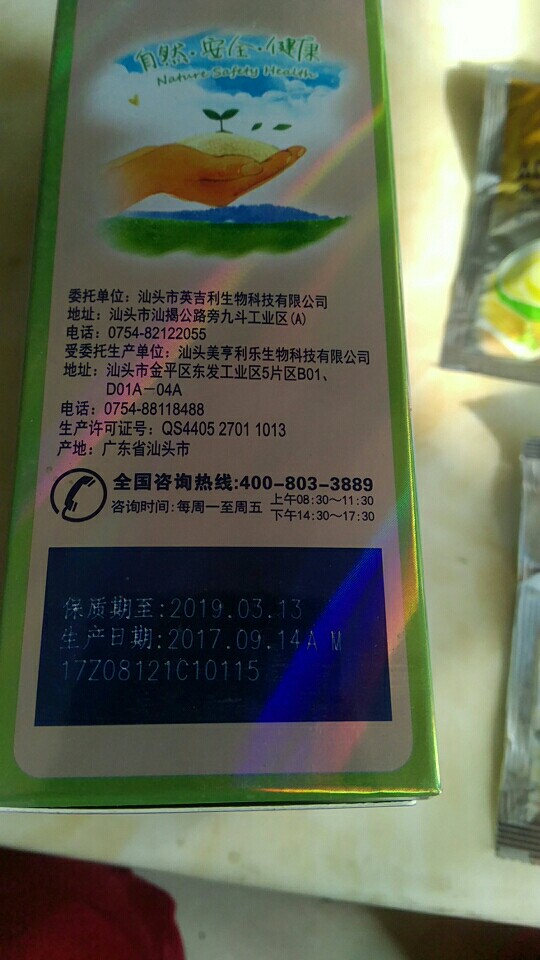 自然·安全·健康
Nature Safety Health
委托单位：汕头市英吉利生物科技有限公司
地址：汕头市汕揭公路旁九斗工业区(A)
电话：0754-82122055
受委托生产单位：汕头美亨利乐生物科技有限公司
地址：汕头市金平区东发工业区5片区B01、
D01A－04A
电话：0754-88118488
生产许可证号：QS4405 2701 1013
产地：广东省汕头市
全国咨询热线:400-803-3889
咨询时间:每周一至周五 上午08:30～11:30
下午14:30～17:30
保质期至:2019.03.13
生产日期:2017.09.14A M
17Z08121C10115